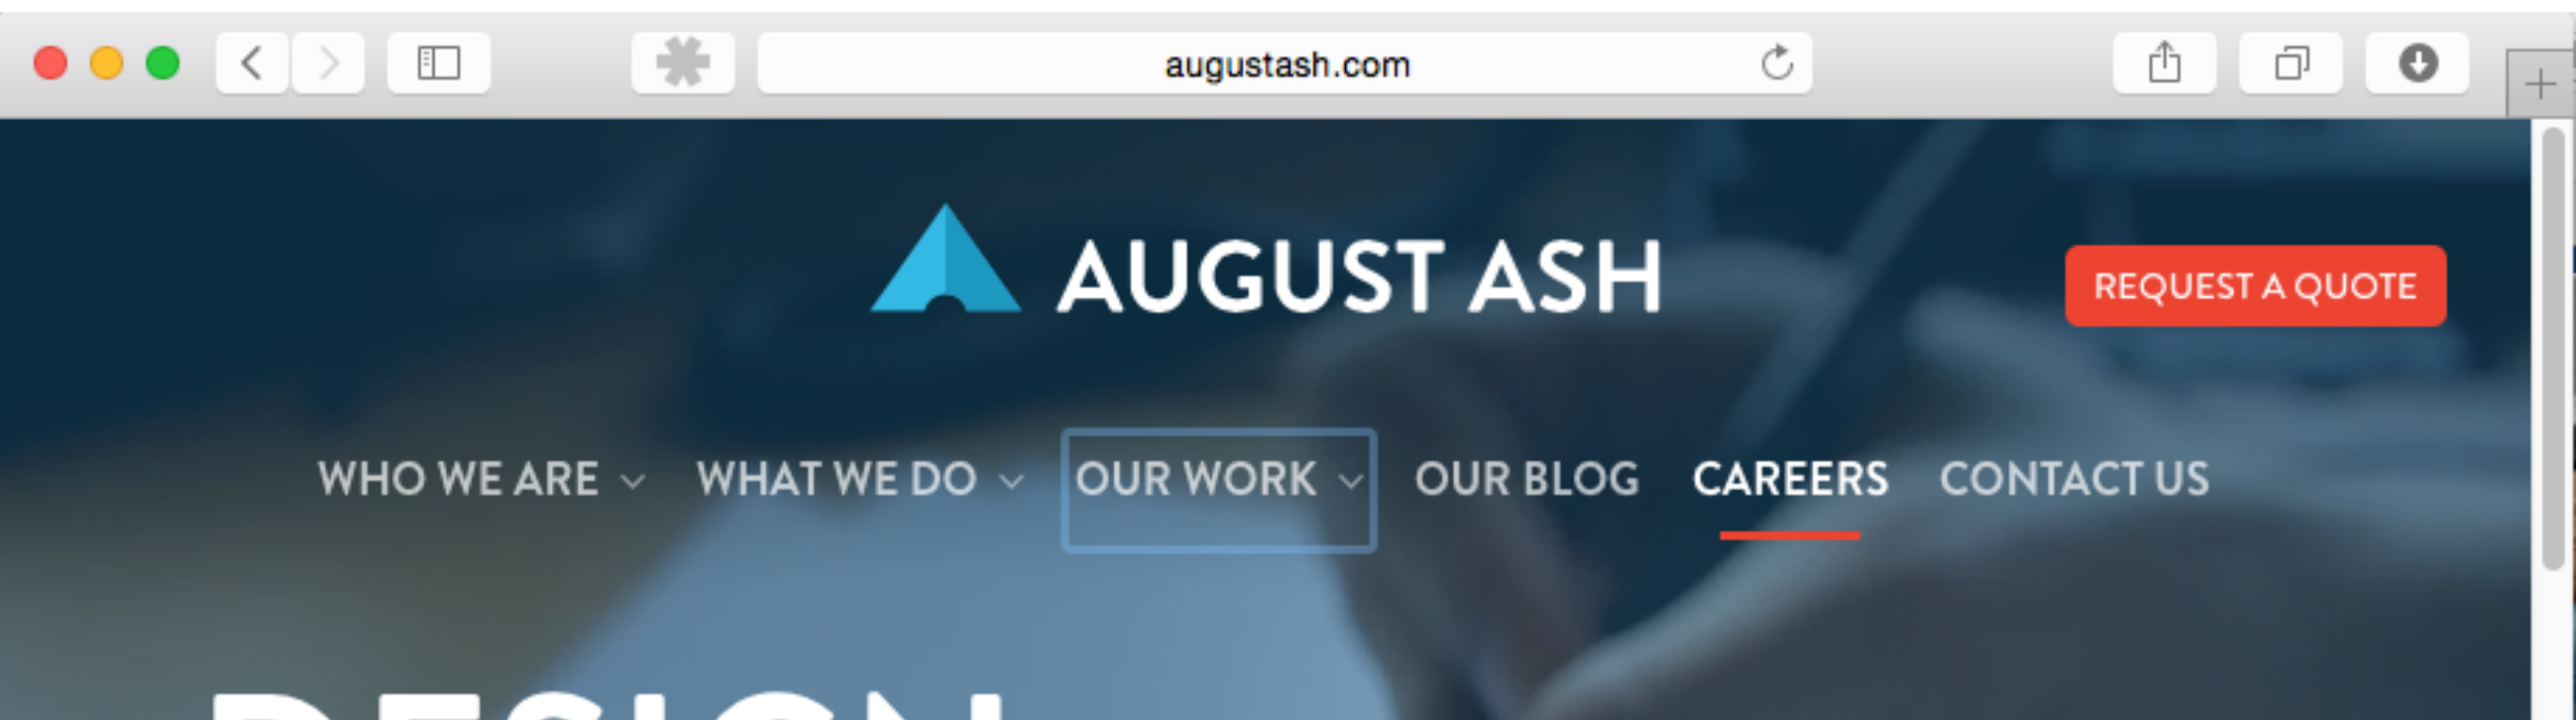 augustash.com
AUGUST ASH
REQUEST A QUOTE
WHO WE ARE WHAT WE DO OUR WORK OUR BLOG CAREERS CONTACT US
DESIGN